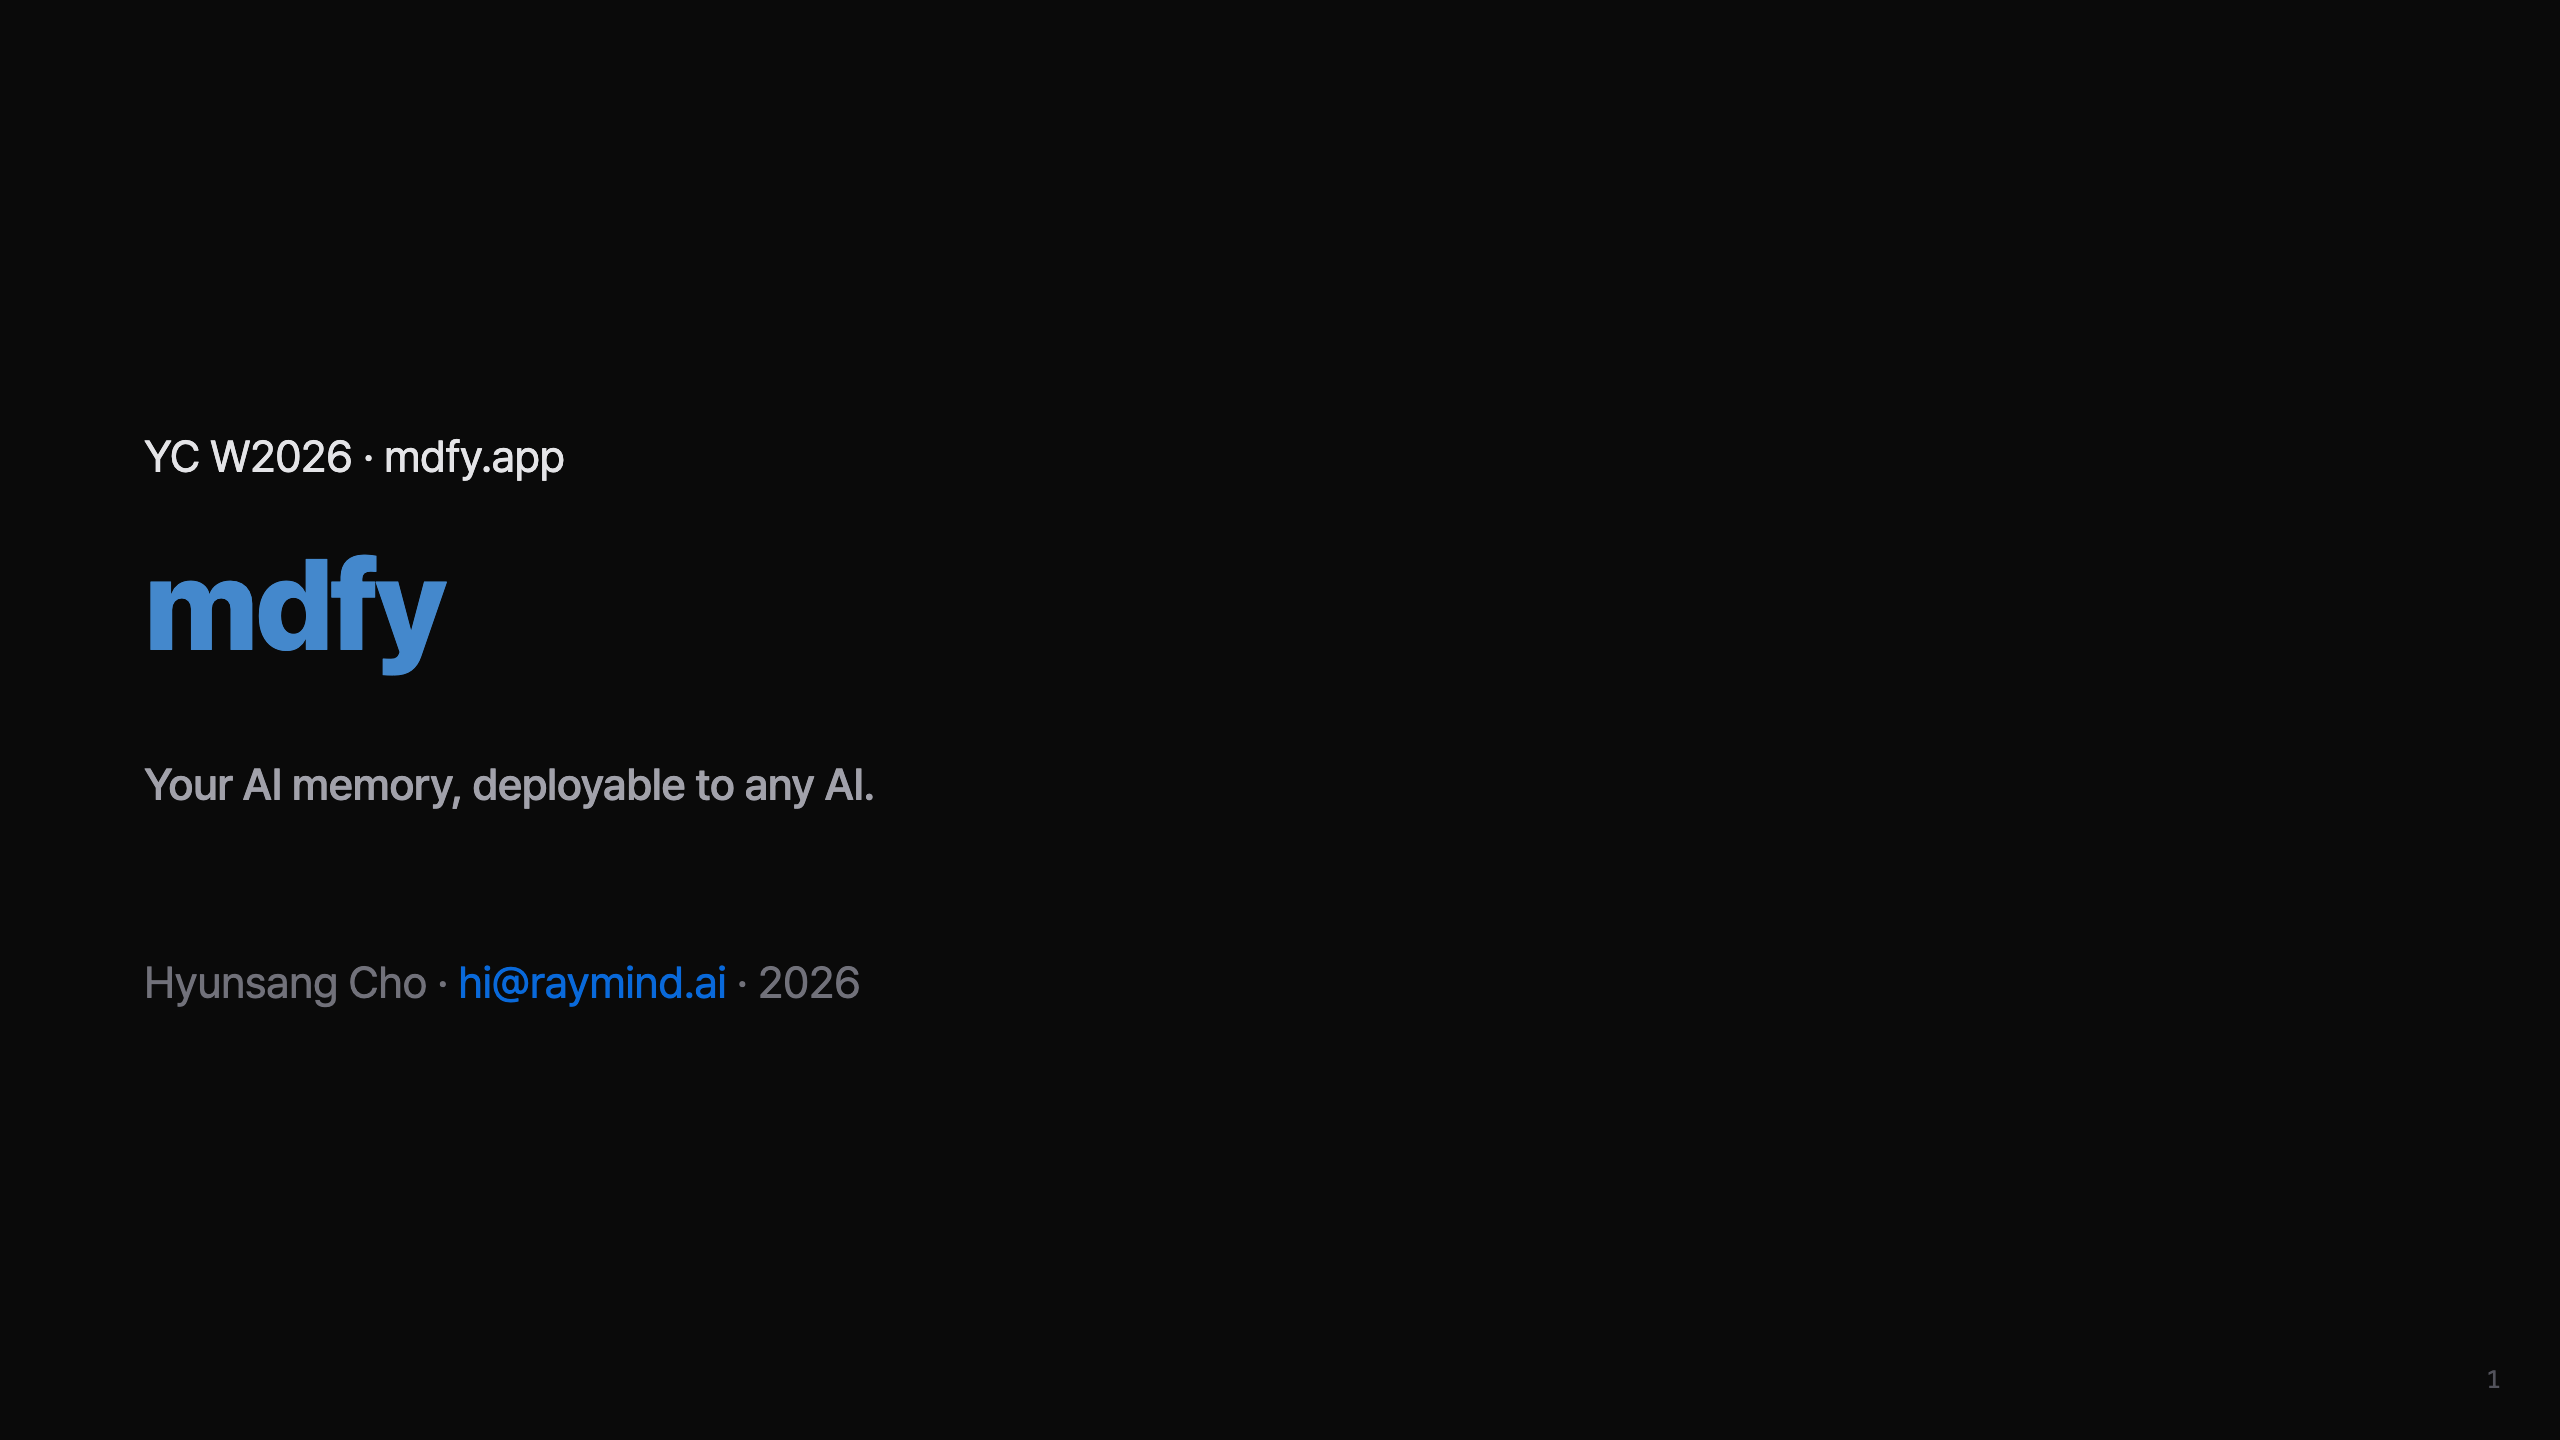 YC W2026 · mdfy.app
mdfy
Your AI memory, deployable to any AI.
Hyunsang Cho · hi@raymind.ai · 2026
1